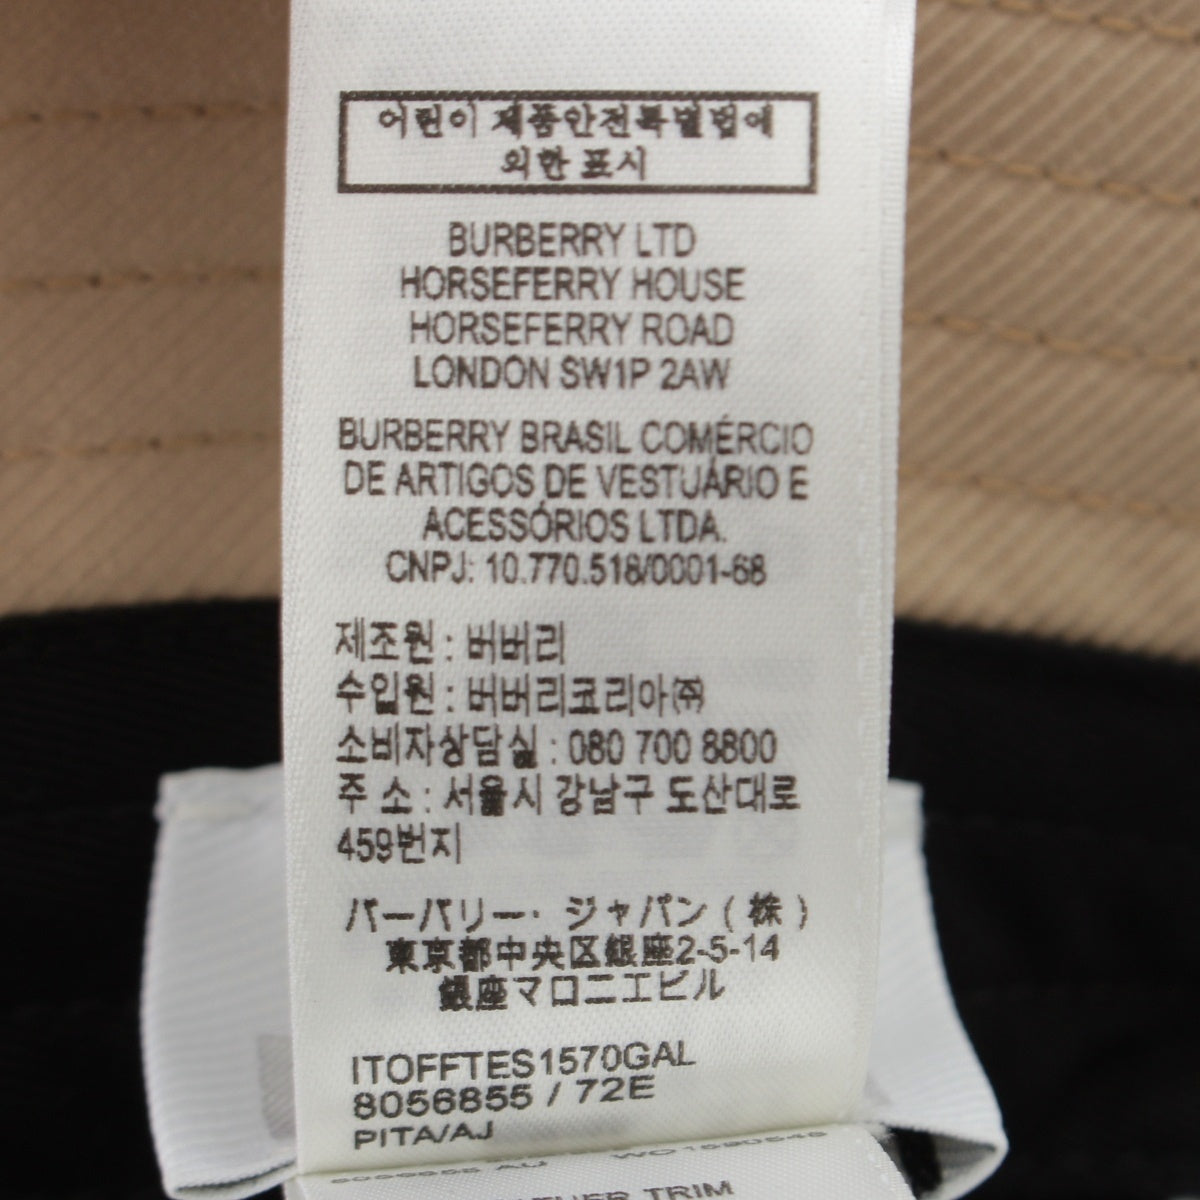 어린이 제품안전특별법에
의한 표시
BURBERRY LTD
HORSEFERRY HOUSE
HORSEFERRY ROAD
LONDON SW1P 2AW
BURBERRY BRASIL COMÉRCIO
DE ARTIGOS DE VESTUÁRIO E
ACESSÓRIOS LTDA.
CNPJ: 10.770.518/0001-68
제조원 : 버버리
수입원 : 버버리코리아㈜
소비자상담실 : 080 700 8800
주 소 : 서울시 강남구 도산대로
459번지
バーバリー· ジャパン ( 株 )
東京都中央区銀座2-5-14
銀座マロニエビル
ITOFFTES1570GAL
8056855 / 72E
PITA/AJ
TRIM